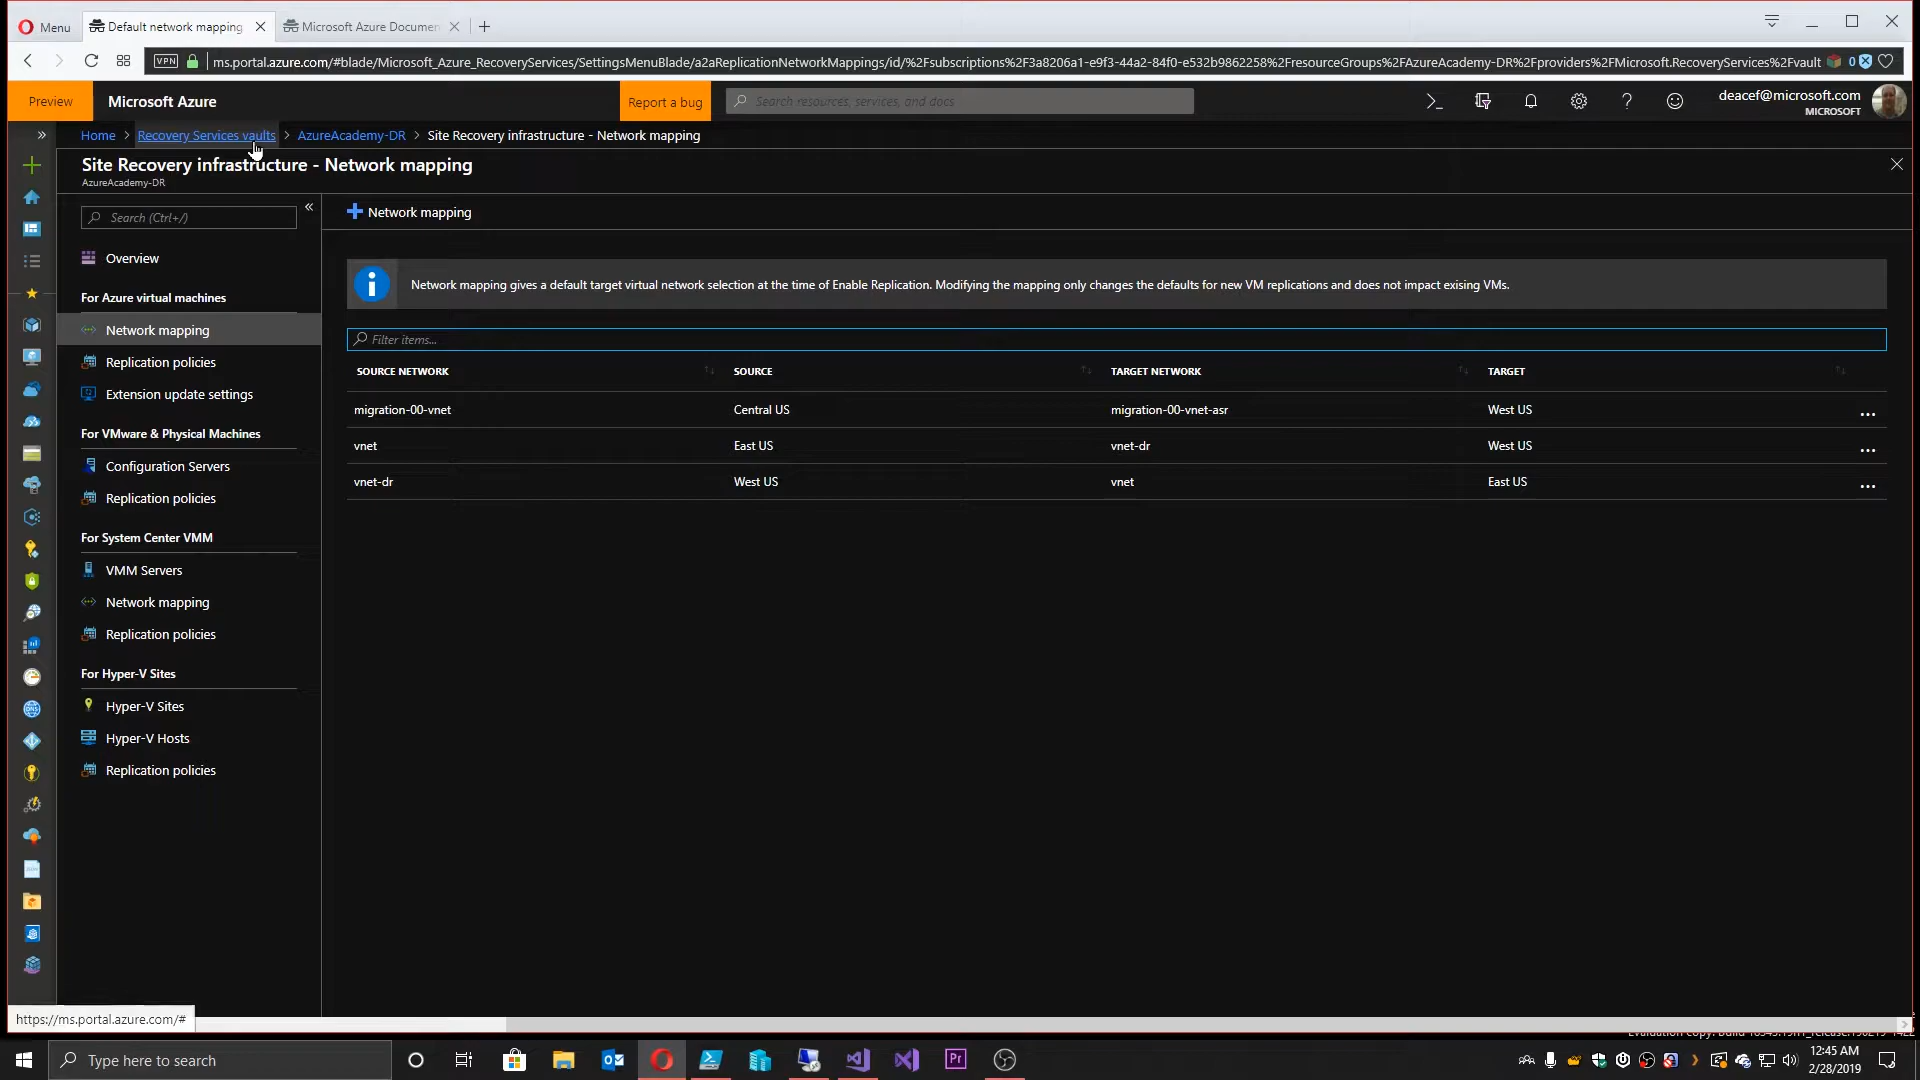 Menu
Default network mapping
Microsoft Azure Documen
VPN
ms.portal.azure.com/#blade/Microsoft_Azure_RecoveryServices/SettingsMenuBlade/a2aReplicationNetworkMappings/id/%2Fsubscriptions%2F3a8206a1-e9f3-44a2-84f0-e532b9862258%2FresourceGroups%2FAzureAcademy-DR%2Fproviders%2FMicrosoft.RecoveryServices%2Fvault
0
Preview
Microsoft Azure
Report a bug
Search resources, services, and docs
deacef@microsoft.com
MICROSOFT
Home > Recovery Services vaults > AzureAcademy-DR > Site Recovery infrastructure - Network mapping
Site Recovery infrastructure - Network mapping
AzureAcademy-DR
Search (Ctrl+/)
Overview
For Azure virtual machines
Network mapping
Replication policies
Extension update settings
For VMware & Physical Machines
Configuration Servers
Replication policies
For System Center VMM
VMM Servers
Network mapping
Replication policies
For Hyper-V Sites
Hyper-V Sites
Hyper-V Hosts
Replication policies
Network mapping
Network mapping gives a default target virtual network selection at the time of Enable Replication. Modifying the mapping only changes the defaults for new VM replications and does not impact exising VMs.
Filter items...
SOURCE NETWORK SOURCE TARGET NETWORK TARGET
migration-00-vnet Central US migration-00-vnet-asr West US ...
vnet East US vnet-dr West US ...
vnet-dr West US vnet East US ...
https://ms.portal.azure.com/#
Type here to search
Pr
12:45 AM
2/28/2019